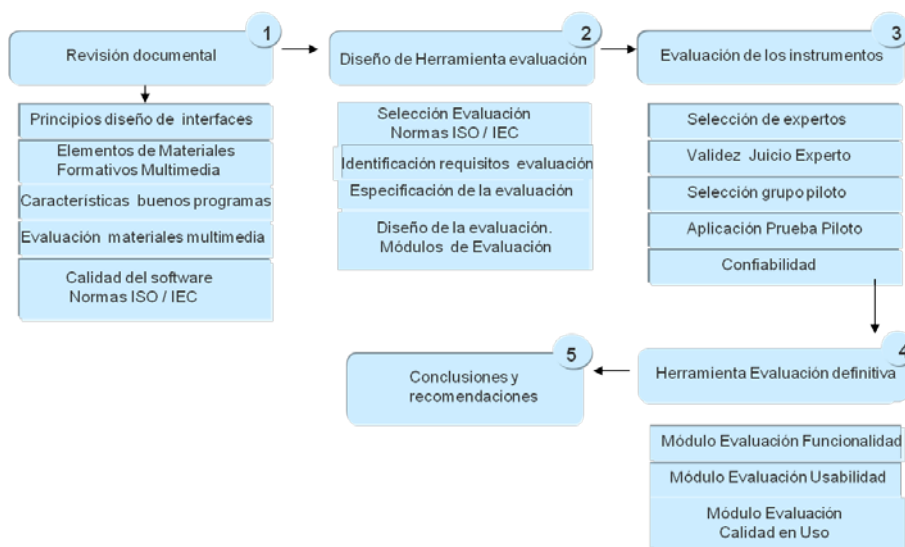 1
Revisión documental
Principios diseño de interfaces
Elementos de Materiales
Formativos Multimedia
Características buenos programas
Evaluación materiales multimedia
Calidad del software
Normas ISO / IEC
2
Diseño de Herramienta evaluación
Selección Evaluación
Normas ISO / IEC
Identificación requisitos evaluación
Especificación de la evaluación
Diseño de la evaluación.
Módulos de Evaluación
3
Evaluación de los instrumentos
Selección de expertos
Validez Juicio Experto
Selección grupo piloto
Aplicación Prueba Piloto
Confiabilidad
4
Herramienta Evaluación definitiva
Módulo Evaluación Funcionalidad
Módulo Evaluación Usabilidad
Módulo Evaluación
Calidad en Uso
5
Conclusiones y
recomendaciones